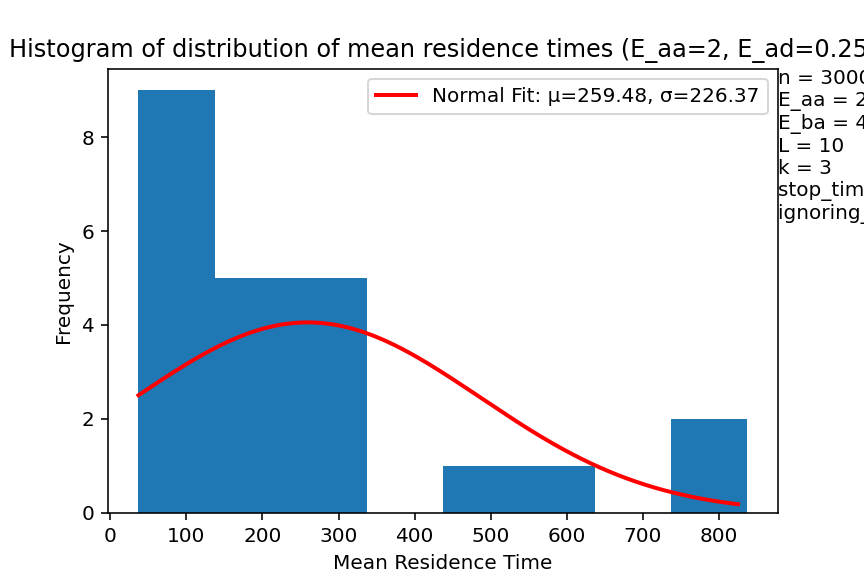 Histogram of distribution of mean residence times (E_aa=2, E_ad=0.25
Normal Fit: μ=259.48, σ=226.37
n = 3000
E_aa = 2
E_ba = 4
L = 10
k = 3
stop_tim
ignoring_
Frequency
8
6
4
2
0
0 100 200 300 400 500 600 700 800
Mean Residence Time